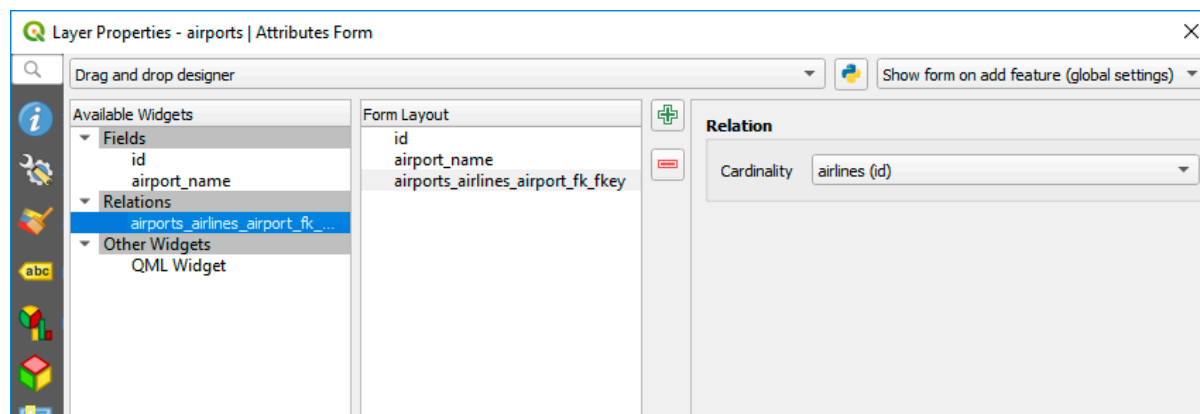 Layer Properties - airports | Attributes Form
Drag and drop designer
Show form on add feature (global settings)
Available Widgets
Fields
id
airport_name
Relations
airports_airlines_airport_fk_...
Other Widgets
QML Widget
Form Layout
id
airport_name
airports_airlines_airport_fk_fkey
Relation
Cardinality airlines (id)
abc